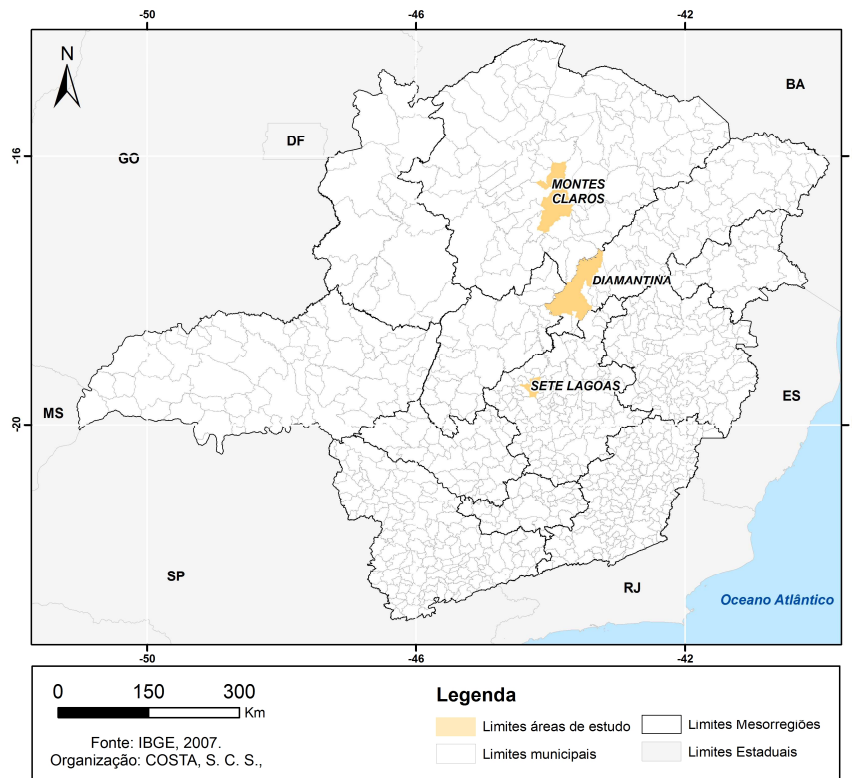 -50 -46 -42
N
BA
DF
GO
-16 -16
MONTES
CLAROS
DIAMANTINA
SETE LAGOAS
MS
ES
-20 -20
SP
RJ
Oceano Atlântico
-50 -46 -42
0 150 300
Km
Fonte: IBGE, 2007.
Organização: COSTA, S. C. S.,
Legenda
Limites áreas de estudo
Limites Mesorregiões
Limites municipais
Limites Estaduais